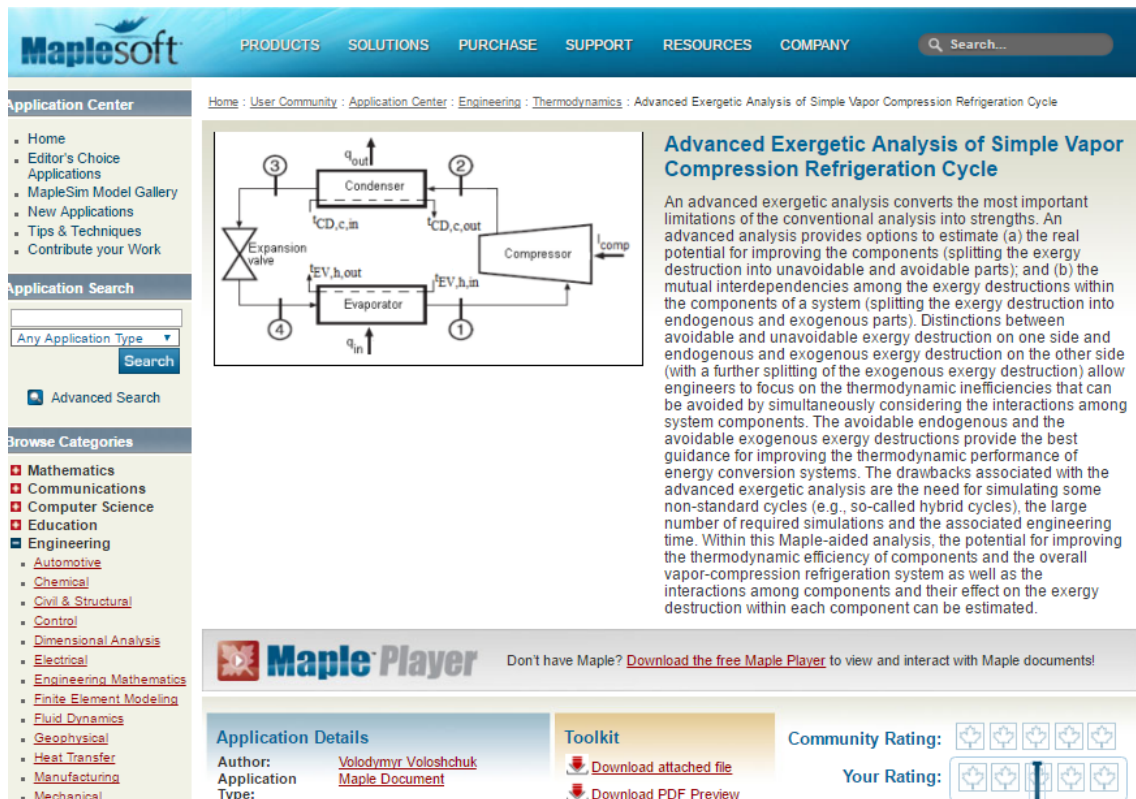 Maplesoft
PRODUCTS SOLUTIONS PURCHASE SUPPORT RESOURCES COMPANY Search...
Application Center
Home
Editor's Choice
Applications
MapleSim Model Gallery
New Applications
Tips & Techniques
Contribute your Work
Application Search
Any Application Type
Search
Advanced Search
Browse Categories
Mathematics
Communications
Computer Science
Education
Engineering
Automotive
Chemical
Civil & Structural
Control
Dimensional Analysis
Electrical
Engineering Mathematics
Finite Element Modeling
Fluid Dynamics
Geophysical
Heat Transfer
Manufacturing
Mechanical
Home : User Community : Application Center : Engineering : Thermodynamics : Advanced Exergetic Analysis of Simple Vapor Compression Refrigeration Cycle
3 qout 2
Condenser
tCD,c,in tCD,c,out
Expansion
valve
Compressor lcomp
tEV,h,out tEV,h,in
Evaporator
4 qin 1
Advanced Exergetic Analysis of Simple Vapor
Compression Refrigeration Cycle
An advanced exergetic analysis converts the most important
limitations of the conventional analysis into strengths. An
advanced analysis provides options to estimate (a) the real
potential for improving the components (splitting the exergy
destruction into unavoidable and avoidable parts); and (b) the
mutual interdependencies among the exergy destructions within
the components of a system (splitting the exergy destruction into
endogenous and exogenous parts). Distinctions between
avoidable and unavoidable exergy destruction on one side and
endogenous and exogenous exergy destruction on the other side
(with a further splitting of the exogenous exergy destruction) allow
engineers to focus on the thermodynamic inefficiencies that can
be avoided by simultaneously considering the interactions among
system components. The avoidable endogenous and the
avoidable exogenous exergy destructions provide the best
guidance for improving the thermodynamic performance of
energy conversion systems. The drawbacks associated with the
advanced exergetic analysis are the need for simulating some
non-standard cycles (e.g., so-called hybrid cycles), the large
number of required simulations and the associated engineering
time. Within this Maple-aided analysis, the potential for improving
the thermodynamic efficiency of components and the overall
vapor-compression refrigeration system as well as the
interactions among components and their effect on the exergy
destruction within each component can be estimated.
Maple Player Don't have Maple? Download the free Maple Player to view and interact with Maple documents!
Application Details
Author: Volodymyr Voloshchuk
Application Maple Document
Type:
Toolkit
Download attached file
Download PDF Preview
Community Rating:
Your Rating: